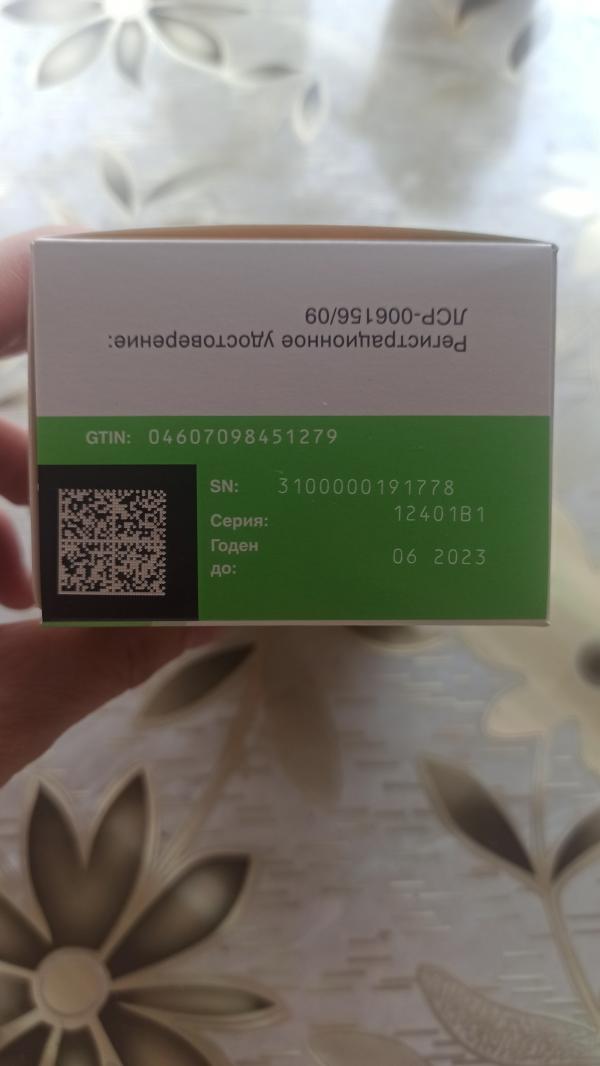 Регистрационное удостоверение:
ЛСР-006156/09
GTIN: 04607098451279
SN: 3100000191778
Серия: 12401B1
Годен
до: 06 2023